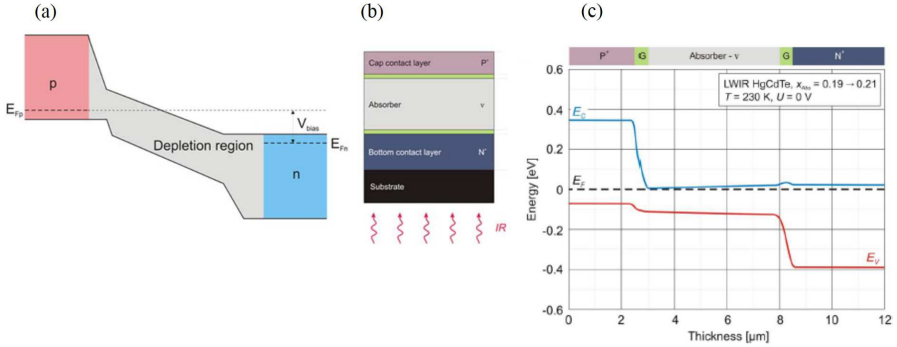 (a)
p
E_Fp
V_bias
E_Fn
Depletion region
n
(b)
Cap contact layer P⁺
Absorber ν
Bottom contact layer N⁺
Substrate
IR
(c)
P⁺ G Absorber - ν G N⁺
LWIR HgCdTe, x_Abs = 0.19 → 0.21
T = 230 K, U = 0 V
E_C
E_F
E_V
Energy [eV]
0.6
0.4
0.2
0
-0.2
-0.4
-0.6
0 2 4 6 8 10 12
Thickness [μm]